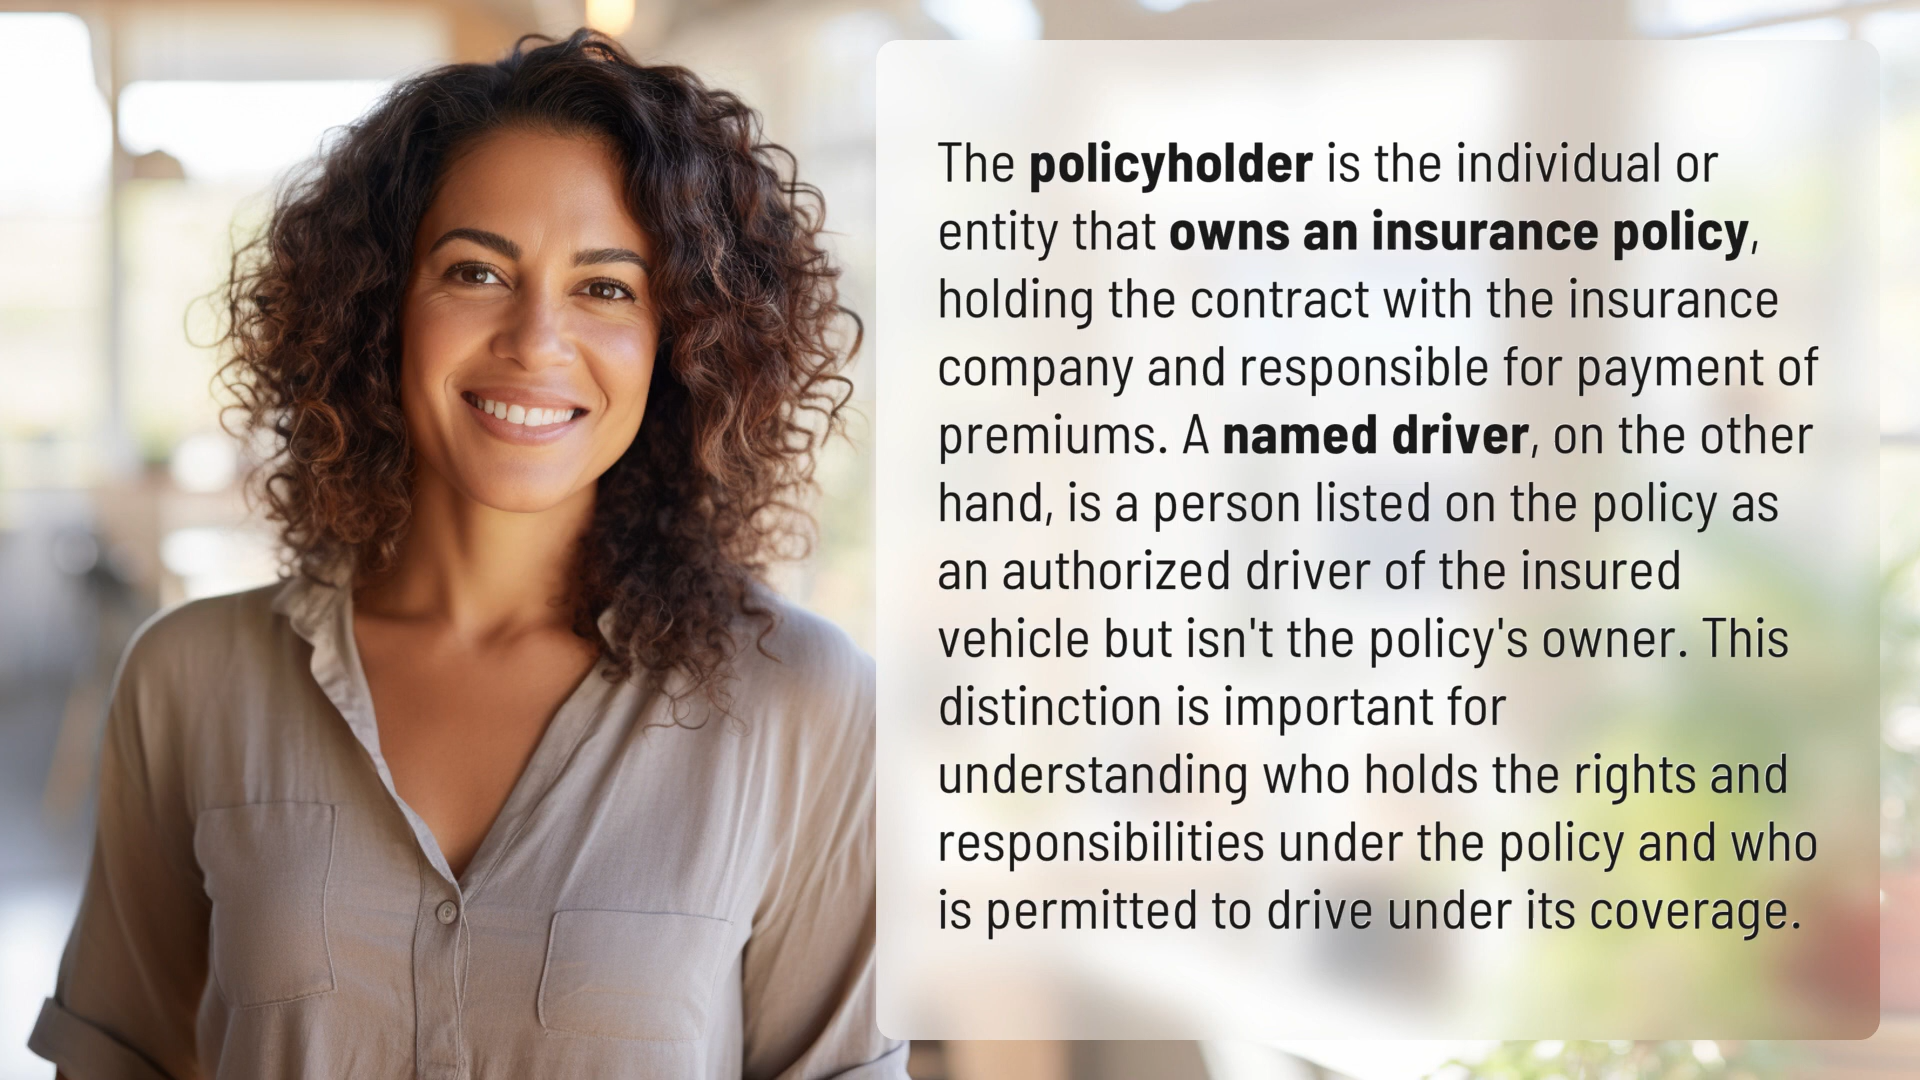 The policyholder is the individual or
entity that owns an insurance policy,
holding the contract with the insurance
company and responsible for payment of
premiums. A named driver, on the other
hand, is a person listed on the policy as
an authorized driver of the insured
vehicle but isn't the policy's owner. This
distinction is important for
understanding who holds the rights and
responsibilities under the policy and who
is permitted to drive under its coverage.